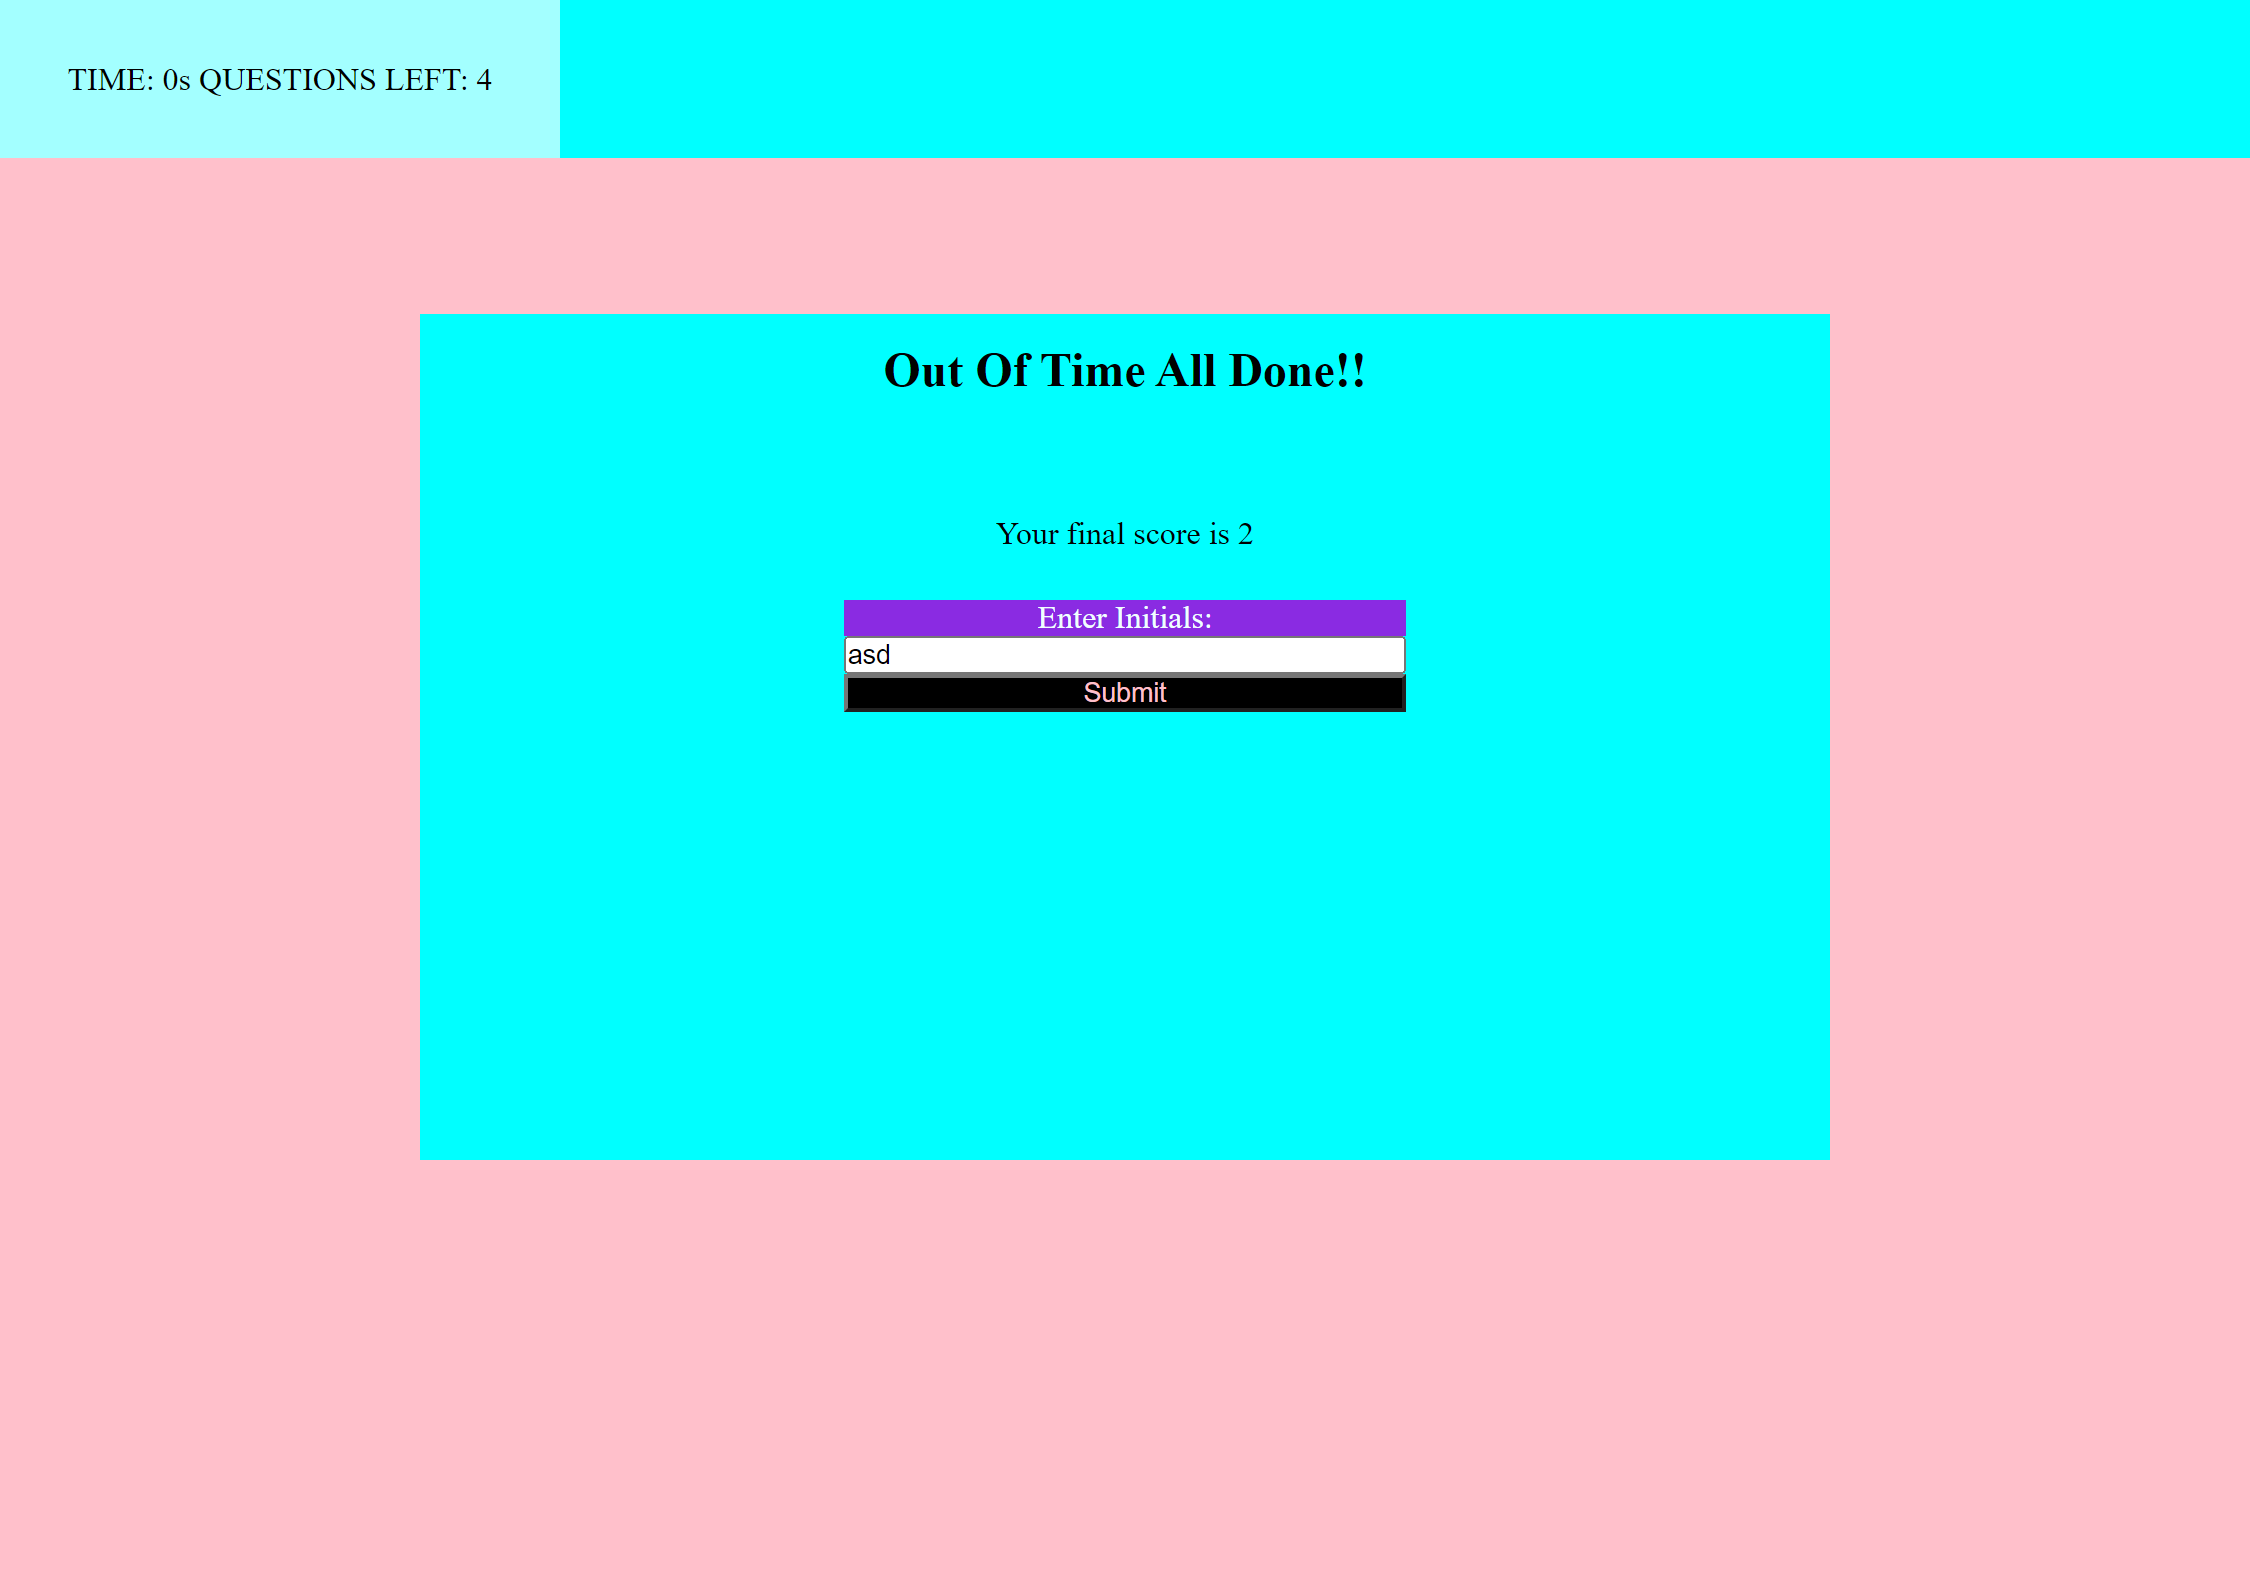 TIME: 0s QUESTIONS LEFT: 4
Out Of Time All Done!!
Your final score is 2
Enter Initials:
asd
Submit